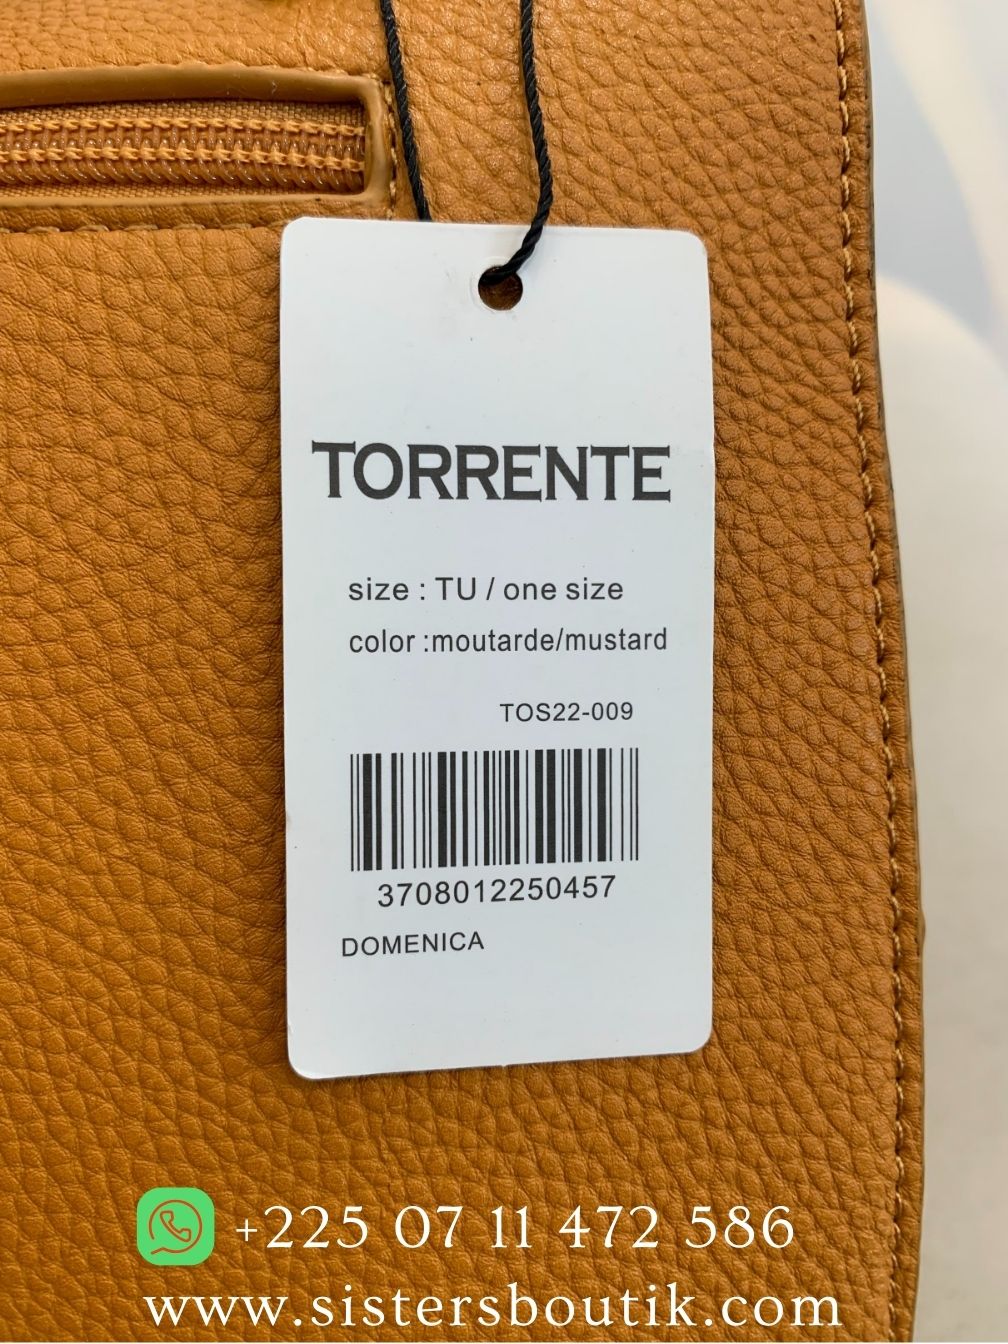 TORRENTE
size : TU / one size
color :moutarde/mustard
TOS22-009
3708012250457
DOMENICA
+225 07 11 472 586
www.sistersboutik.com